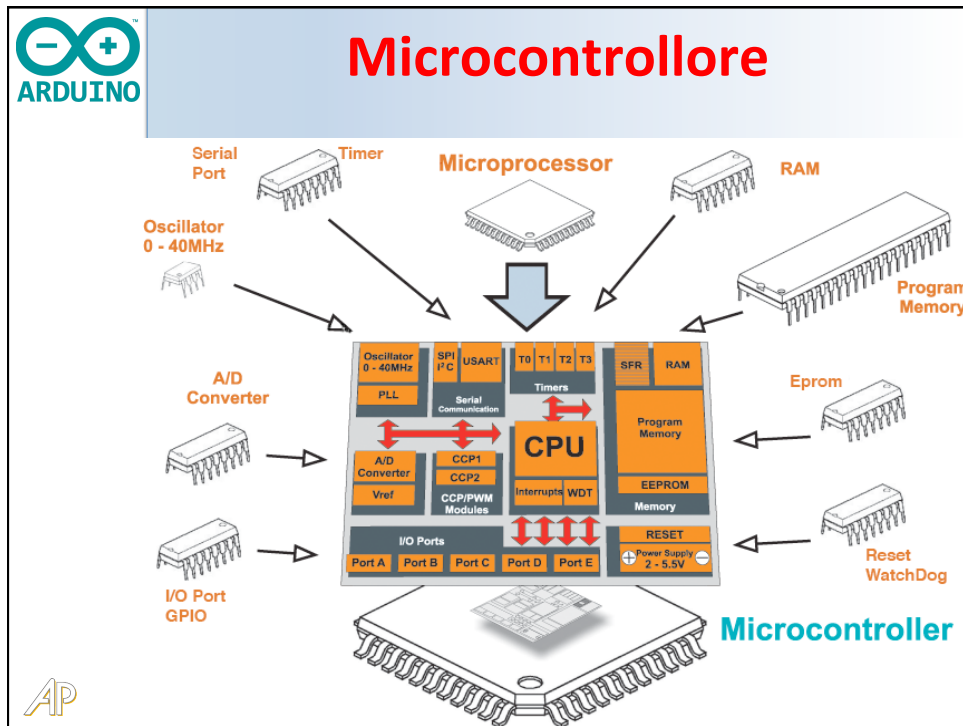 ARDUINO
TM
Microcontrollore
Serial
Port
Timer
Microprocessor
RAM
Oscillator
0 - 40MHz
Program
Memory
A/D
Converter
Eprom
I/O Port
GPIO
Reset
WatchDog
Oscillator
0 - 40MHz
PLL
SPI
I²C
USART
Serial
Communication
T0
T1
T2
T3
Timers
SFR
RAM
Program
Memory
EEPROM
Memory
A/D
Converter
Vref
CCP1
CCP2
CCP/PWM
Modules
CPU
Interrupts
WDT
I/O Ports
Port A
Port B
Port C
Port D
Port E
RESET
Power Supply
2 - 5.5V
Microcontroller
AP